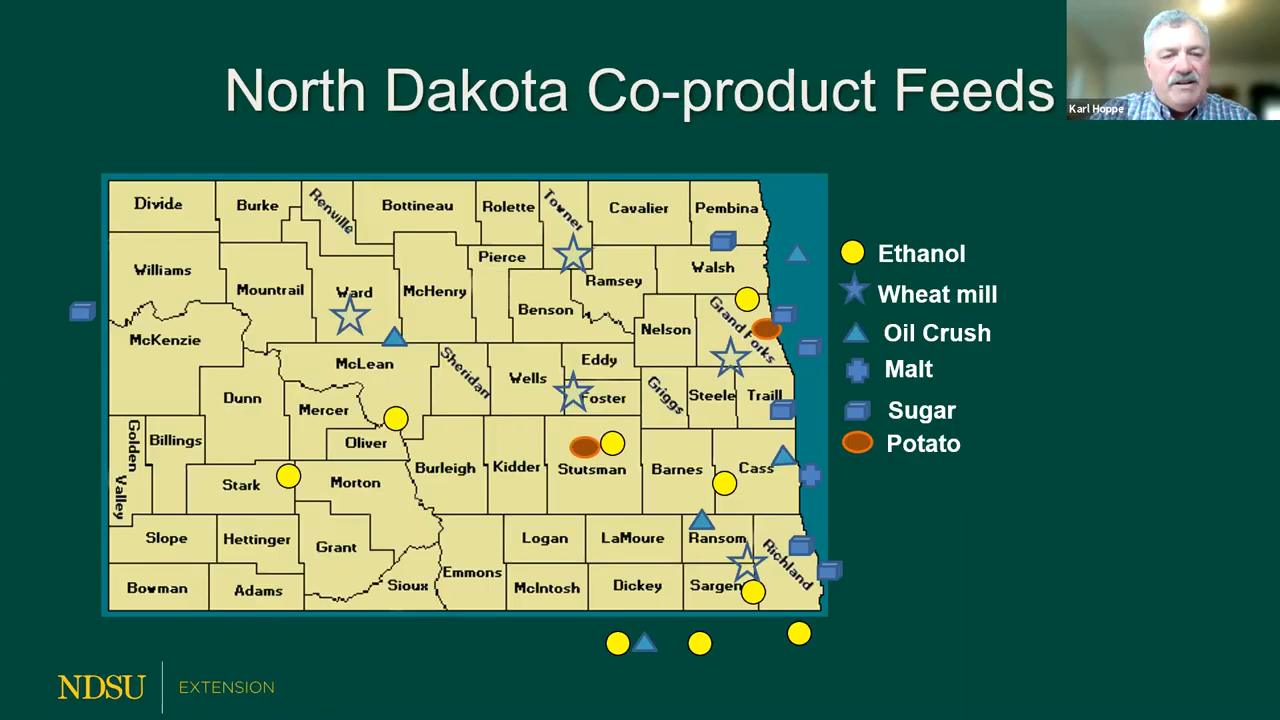 North Dakota Co-product Feeds
Karl Hoppe
Divide
Burke
Renville
Bottineau
Rolette
Towner
Cavalier
Pembina
Williams
Mountrail
Ward
McHenry
Pierce
Benson
Ramsey
Walsh
Nelson
Grand Forks
McKenzie
McLean
Sheridan
Wells
Eddy
Foster
Griggs
Steele
Traill
Dunn
Mercer
Oliver
Golden Valley
Billings
Stark
Morton
Burleigh
Kidder
Stutsman
Barnes
Cass
Slope
Hettinger
Grant
Logan
LaMoure
Ransom
Richland
Bowman
Adams
Sioux
Emmons
McIntosh
Dickey
Sargen
Ethanol
Wheat mill
Oil Crush
Malt
Sugar
Potato
NDSU EXTENSION